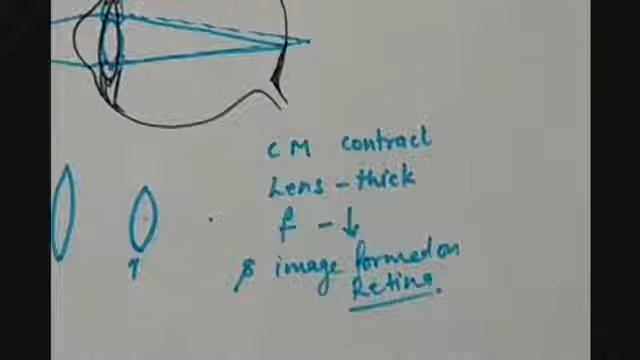 CM contract
Lens - thick
f - ↓
image formed on
Retina.